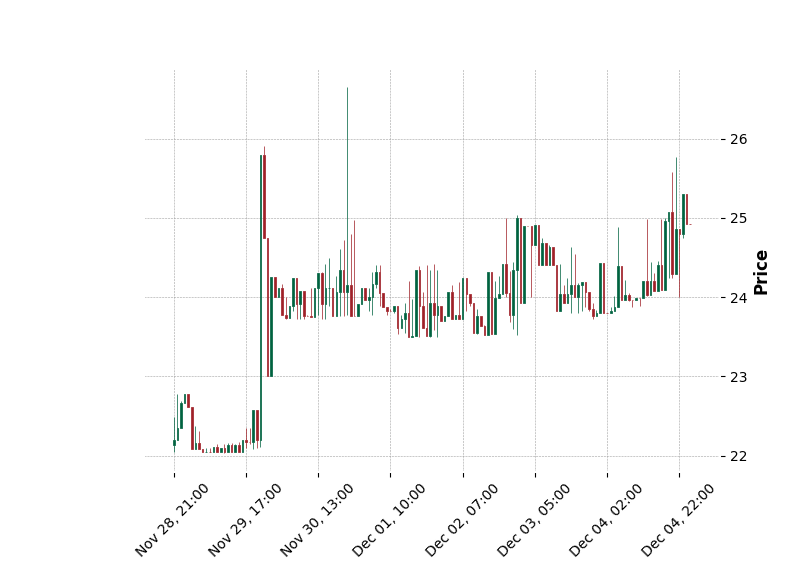 26
25
24
23
22
Price
Nov 28, 21:00
Nov 29, 17:00
Nov 30, 13:00
Dec 01, 10:00
Dec 02, 07:00
Dec 03, 05:00
Dec 04, 02:00
Dec 04, 22:00